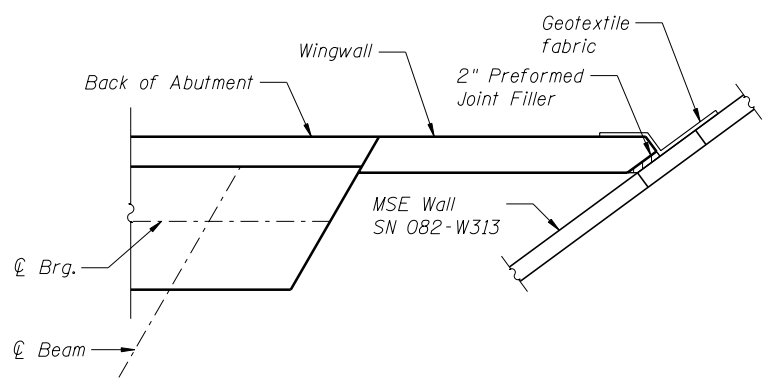 Geotextile
fabric
Wingwall
2" Preformed
Joint Filler
Back of Abutment
MSE Wall
SN 082-W313
℄ Brg.
℄ Beam